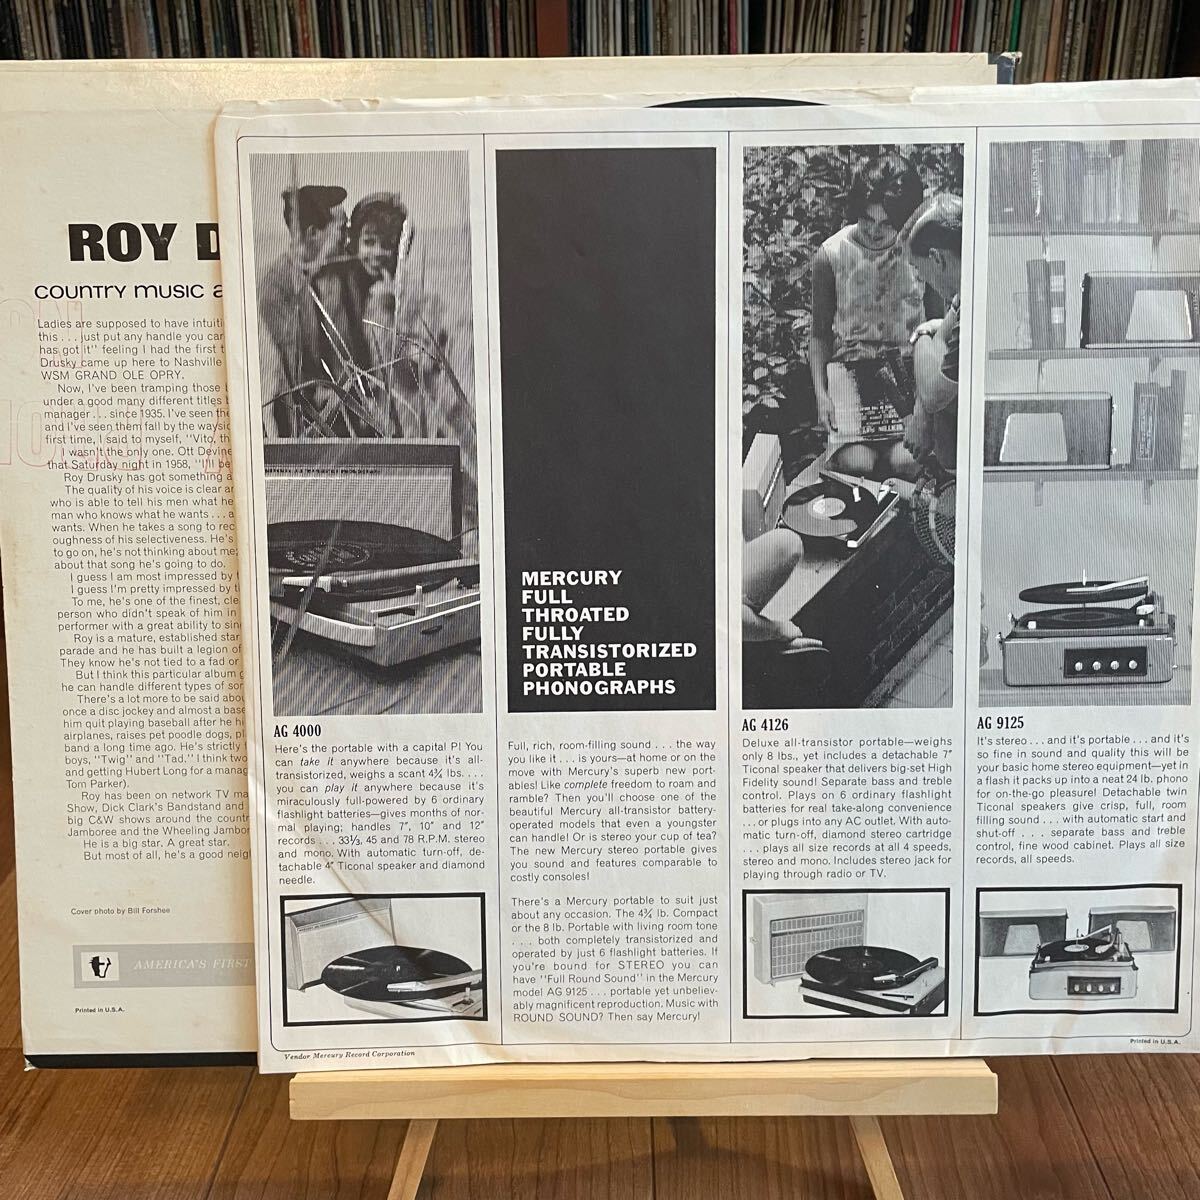 ROY D
COUNTRY MUSIC a
Ladies are supposed to have intuiti
this . . . just put any handle you car
has got it" feeling I had the first t
Drusky came up here to Nashville
WSM GRAND OLE OPRY.
Now, I've been tramping those
under a good many different titles
manager . . . since 1935. I've seen the
and I've seen them fall by the waysid
first time, I said to myself, "Vito, th
I wasn't the only one. Ott Devine
that Saturday night in 1958, "I'll be
Roy Drusky has got something a
The quality of his voice is clear ar
who is able to tell his men what he
man who knows what he wants . . . a
wants. When he takes a song to rec
oughness of his selectiveness. He's
to go on, he's not thinking about me;
about that song he's going to do.
I guess I am most impressed by t
I guess I'm pretty impressed by t
To me, he's one of the finest, cle
person who didn't speak of him in
performer with a great ability to sin
Roy is a mature, established star
parade and he has built a legion of
They know he's not tied to a fad or
But I think this particular album g
he can handle different types of sor
There's a lot more to be said abou
once a disc jockey and almost a base
him quit playing baseball after he hi
airplanes, raises pet poodle dogs, pl
band a long time ago. He's strictly f
boys, "Twig" and "Tad." I think two
and getting Hubert Long for a manag
Tom Parker).
Roy has been on network TV ma
Show, Dick Clark's Bandstand and
big C&W shows around the countr
Jamboree and the Wheeling Jambor
He is a big star. A great star.
But most of all, he's a good neigh
Cover photo by Bill Forshee
AMERICA'S FIRST
Printed in U.S.A.
MERCURY
FULL
THROATED
FULLY
TRANSISTORIZED
PORTABLE
PHONOGRAPHS
AG 4000
Here's the portable with a capital P! You
can take it anywhere because it's all-
transistorized, weighs a scant 4¾ lbs. . . .
you can play it anywhere because it's
miraculously full-powered by 6 ordinary
flashlight batteries—gives months of nor-
mal playing; handles 7", 10" and 12"
records . . . 33⅓, 45 and 78 R.P.M. stereo
and mono. With automatic turn-off, de-
tachable 4" Ticonal speaker and diamond
needle.
Full, rich, room-filling sound . . . the way
you like it . . . is yours—at home or on the
move with Mercury's superb new port-
ables! Like complete freedom to roam and
ramble? Then you'll choose one of the
beautiful Mercury all-transistor battery-
operated models that even a youngster
can handle! Or is stereo your cup of tea?
The new Mercury stereo portable gives
you sound and features comparable to
costly consoles!
There's a Mercury portable to suit just
about any occasion. The 4¾ lb. Compact
or the 8 lb. Portable with living room tone
. . . both completely transistorized and
operated by just 6 flashlight batteries. If
you're bound for STEREO you can
have "Full Round Sound" in the Mercury
model AG 9125 . . . portable yet unbeliev-
ably magnificent reproduction. Music with
ROUND SOUND? Then say Mercury!
AG 4126
Deluxe all-transistor portable—weighs
only 8 lbs., yet includes a detachable 7"
Ticonal speaker that delivers big-set High
Fidelity sound! Separate bass and treble
control. Plays on 6 ordinary flashlight
batteries for real take-along convenience
. . . or plugs into any AC outlet. With auto-
matic turn-off, diamond stereo cartridge
. . . . plays all size records at all 4 speeds,
stereo and mono. Includes stereo jack for
playing through radio or TV.
AG 9125
It's stereo . . . and it's portable . . . and it's
so fine in sound and quality this will be
your basic home stereo equipment—yet in
a flash it packs up into a neat 24 lb. phono
for on-the-go pleasure! Detachable twin
Ticonal speakers give crisp, full, room
filling sound . . . with automatic start and
shut-off . . . . separate bass and treble
control, fine wood cabinet. Plays all size
records, all speeds.
Vendor Mercury Record Corporation
Printed in U.S.A.